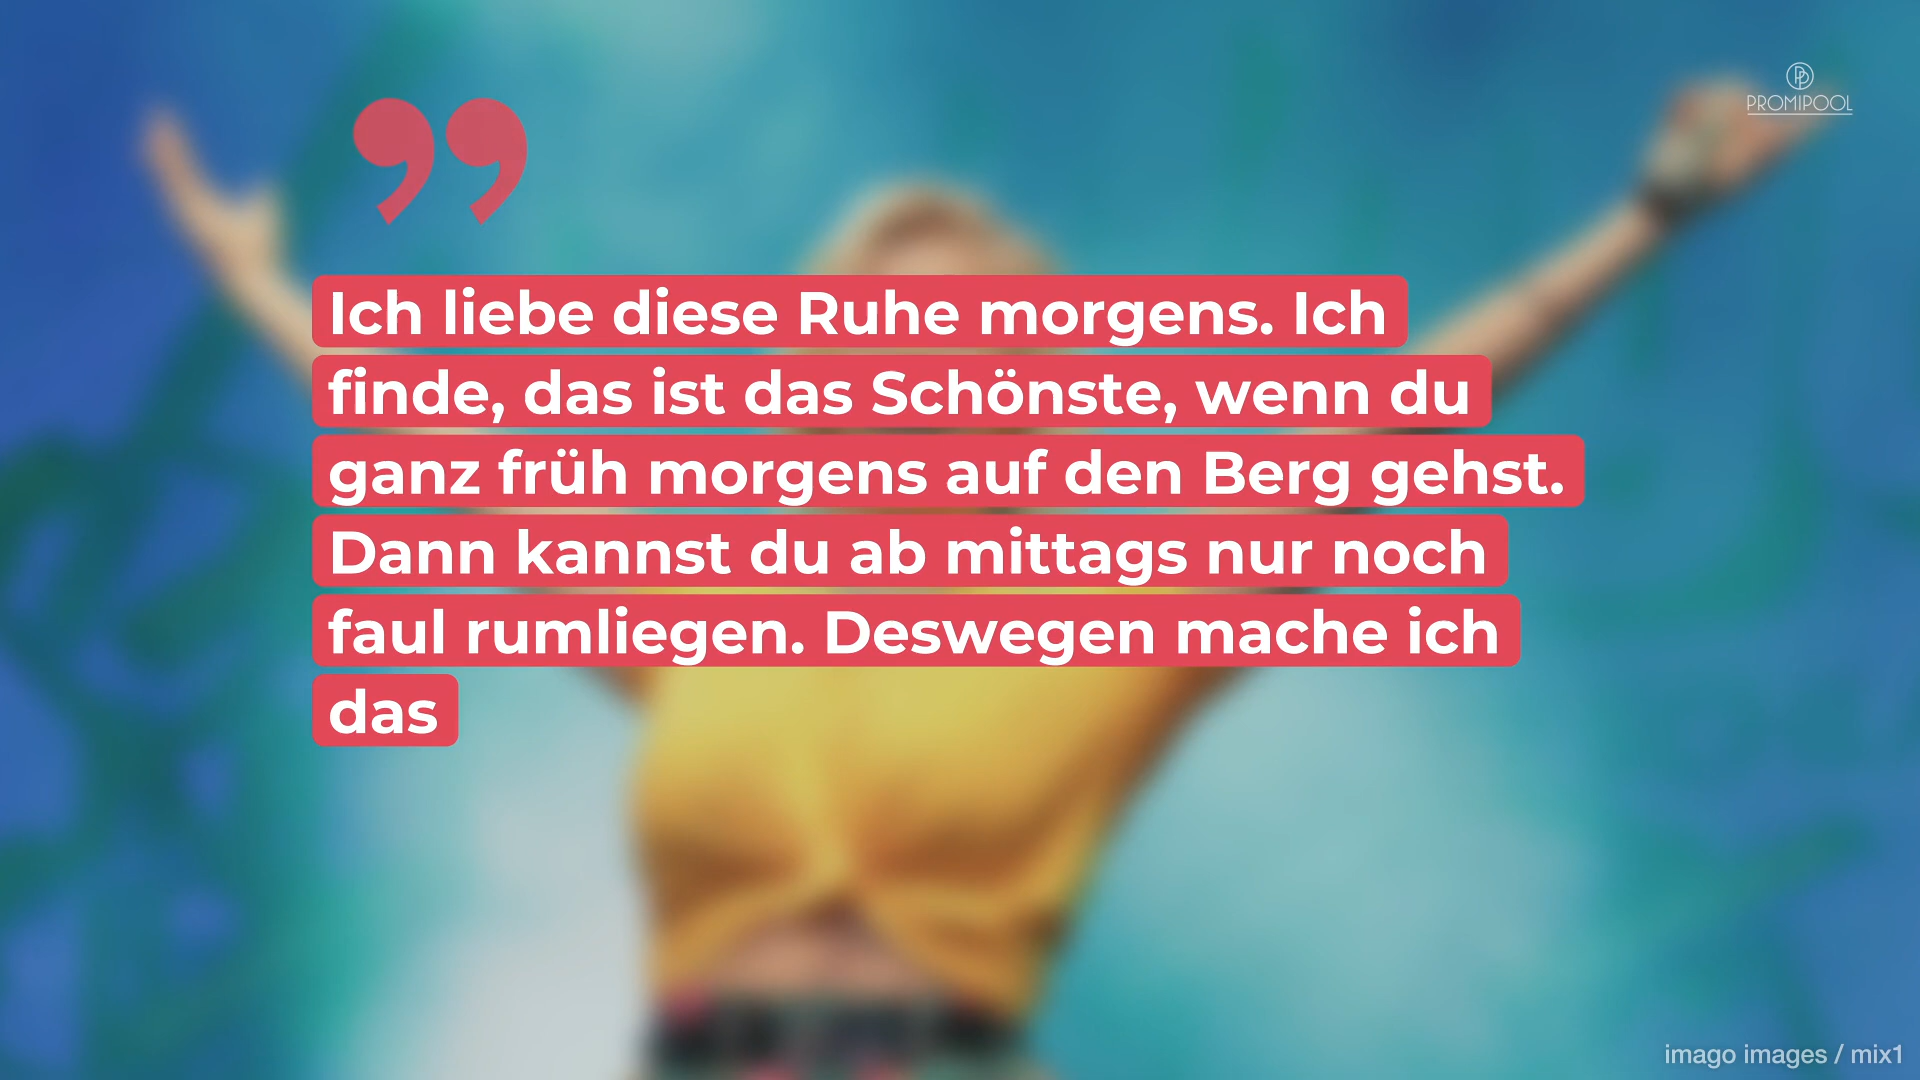 PROMIPOOL
”
Ich liebe diese Ruhe morgens. Ich
finde, das ist das Schönste, wenn du
ganz früh morgens auf den Berg gehst.
Dann kannst du ab mittags nur noch
faul rumliegen. Deswegen mache ich
das
imago images / mix1